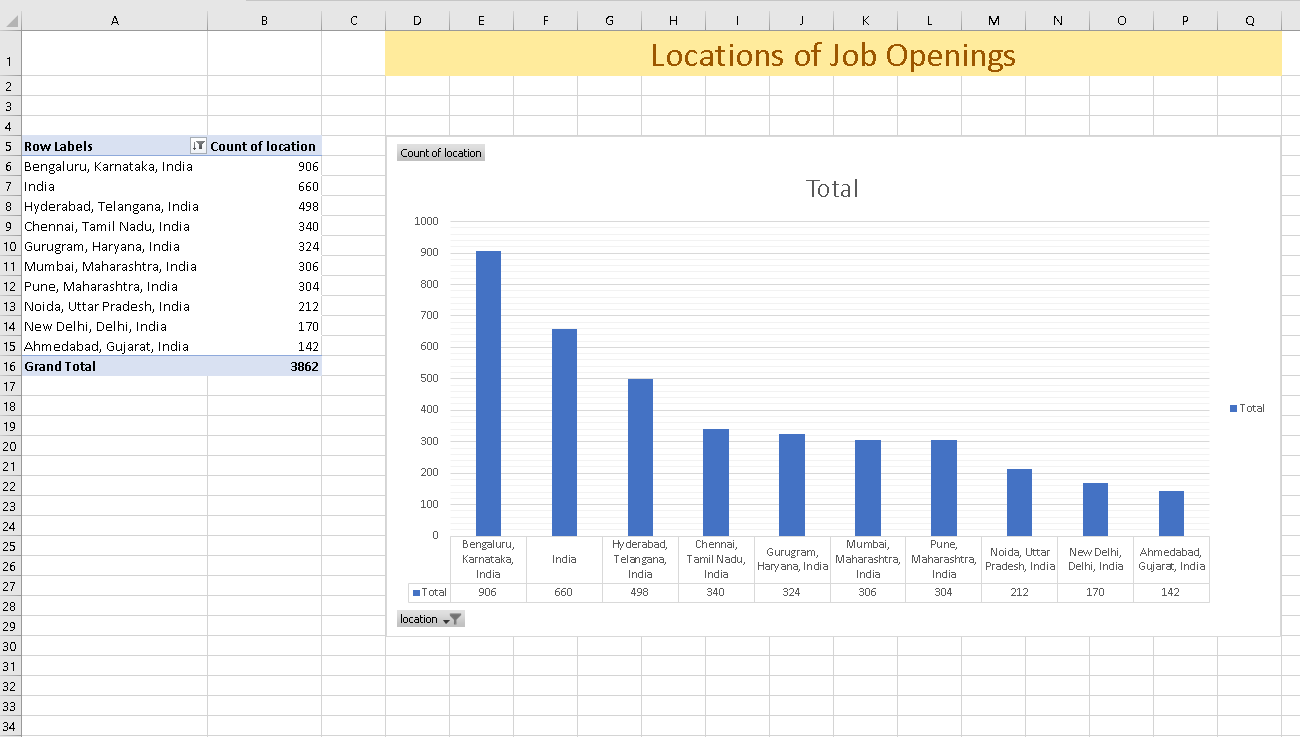 A B C D E F G H I J K L M N O P Q
1 Locations of Job Openings
2
3
4
5 Row Labels Count of location
6 Bengaluru, Karnataka, India 906
7 India 660
8 Hyderabad, Telangana, India 498
9 Chennai, Tamil Nadu, India 340
10 Gurugram, Haryana, India 324
11 Mumbai, Maharashtra, India 306
12 Pune, Maharashtra, India 304
13 Noida, Uttar Pradesh, India 212
14 New Delhi, Delhi, India 170
15 Ahmedabad, Gujarat, India 142
16 Grand Total 3862
17
18
19
20
21
22
23
24
25
26
27
28
29
30
31
32
33
34
Count of location
Total
1000
900
800
700
600
500
400
300
200
100
0
Bengaluru, Karnataka, India
India
Hyderabad, Telangana, India
Chennai, Tamil Nadu, India
Gurugram, Haryana, India
Mumbai, Maharashtra, India
Pune, Maharashtra, India
Noida, Uttar Pradesh, India
New Delhi, Delhi, India
Ahmedabad, Gujarat, India
Total 906 660 498 340 324 306 304 212 170 142
Total
location